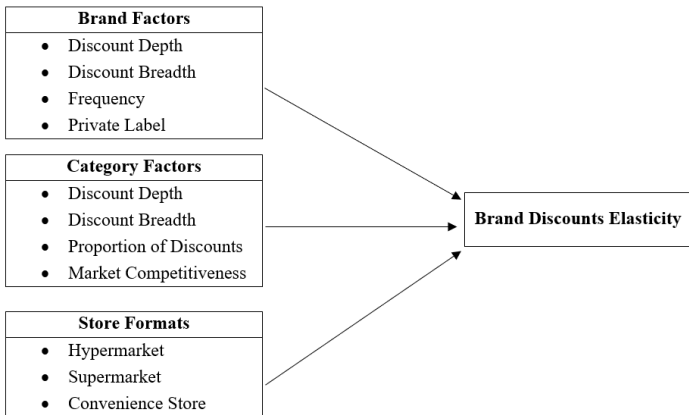 Brand Factors
• Discount Depth
• Discount Breadth
• Frequency
• Private Label
Category Factors
• Discount Depth
• Discount Breadth
• Proportion of Discounts
• Market Competitiveness
Store Formats
• Hypermarket
• Supermarket
• Convenience Store
Brand Discounts Elasticity